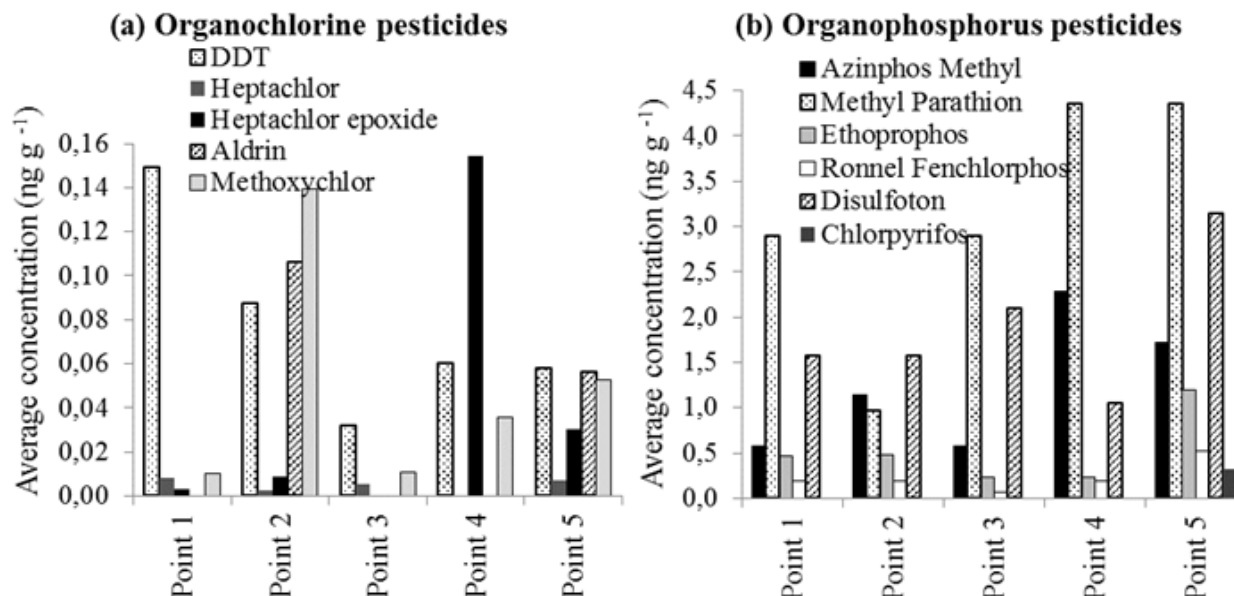 (a) Organochlorine pesticides
DDT
Heptachlor
Heptachlor epoxide
Aldrin
Methoxychlor
Average concentration (ng g -1)
0,16
0,14
0,12
0,10
0,08
0,06
0,04
0,02
0,00
Point 1
Point 2
Point 3
Point 4
Point 5
(b) Organophosphorus pesticides
Azinphos Methyl
Methyl Parathion
Ethoprophos
Ronnel Fenchlorphos
Disulfoton
Chlorpyrifos
Average concentration (ng g -1)
4,5
4,0
3,5
3,0
2,5
2,0
1,5
1,0
0,5
0,0
Point 1
Point 2
Point 3
Point 4
Point 5